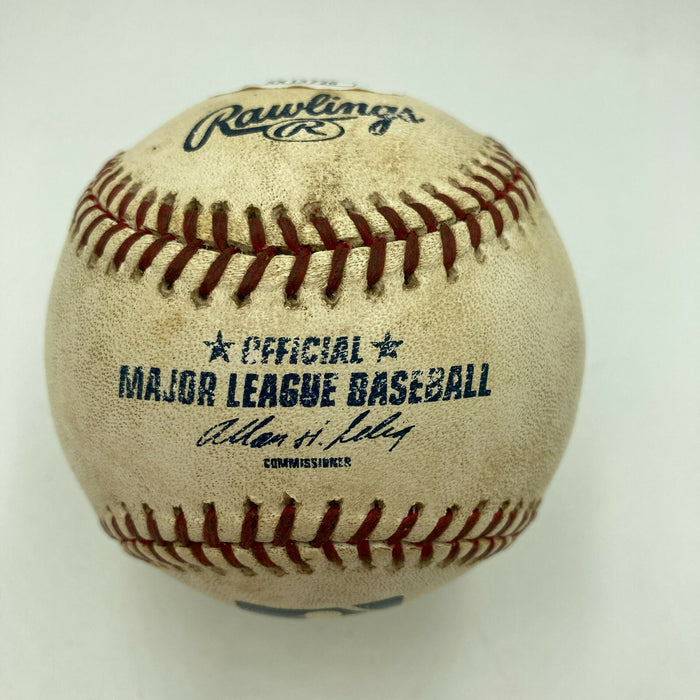 Rawlings
®
★ OFFICIAL ★
MAJOR LEAGUE BASEBALL
Allan H. Selig
COMMISSIONER